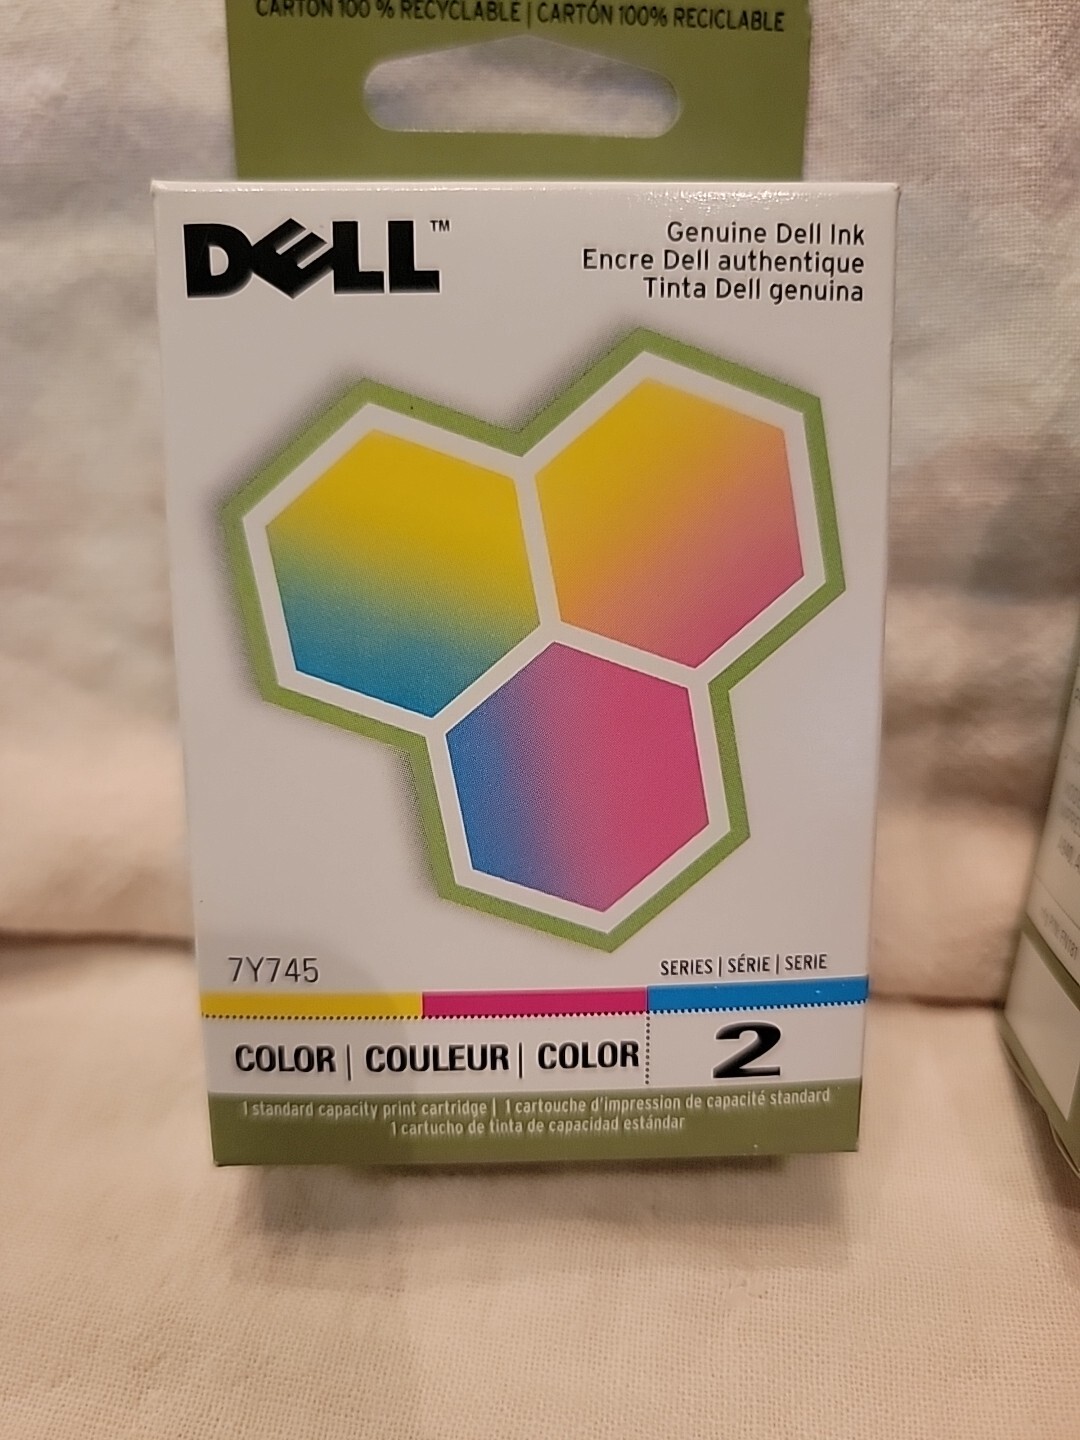 CARTON 100 % RECYCLABLE | CARTÓN 100% RECICLABLE
DELL™
Genuine Dell Ink
Encre Dell authentique
Tinta Dell genuina
7Y745
SERIES | SÉRIE | SERIE
COLOR | COULEUR | COLOR
2
1 standard capacity print cartridge | 1 cartouche d'impression de capacité standard
1 cartucho de tinta de capacidad estándar